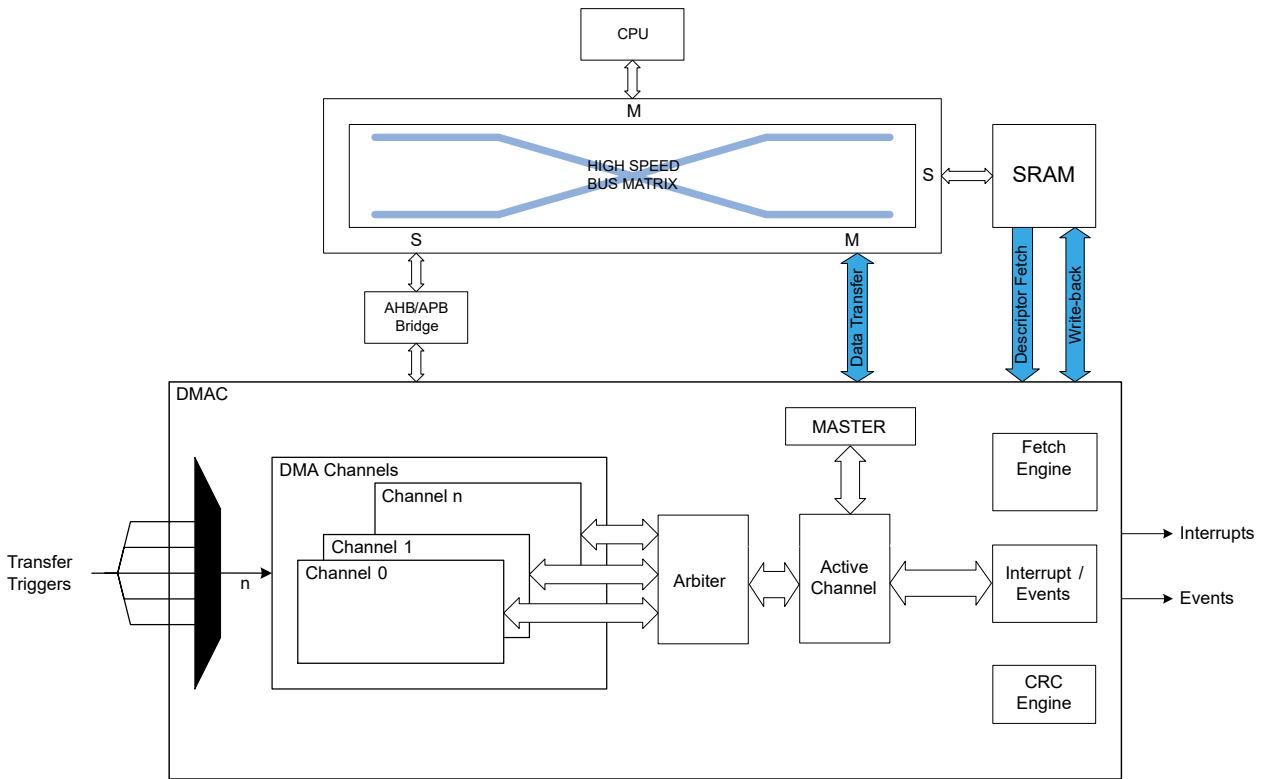 CPU
M
HIGH SPEED
BUS MATRIX
S
SRAM
S
M
AHB/APB
Bridge
Data Transfer
Descriptor Fetch
Write-back
DMAC
MASTER
Fetch
Engine
DMA Channels
Channel n
Channel 1
Channel 0
Transfer
Triggers
n
Arbiter
Active
Channel
Interrupt /
Events
Interrupts
Events
CRC
Engine